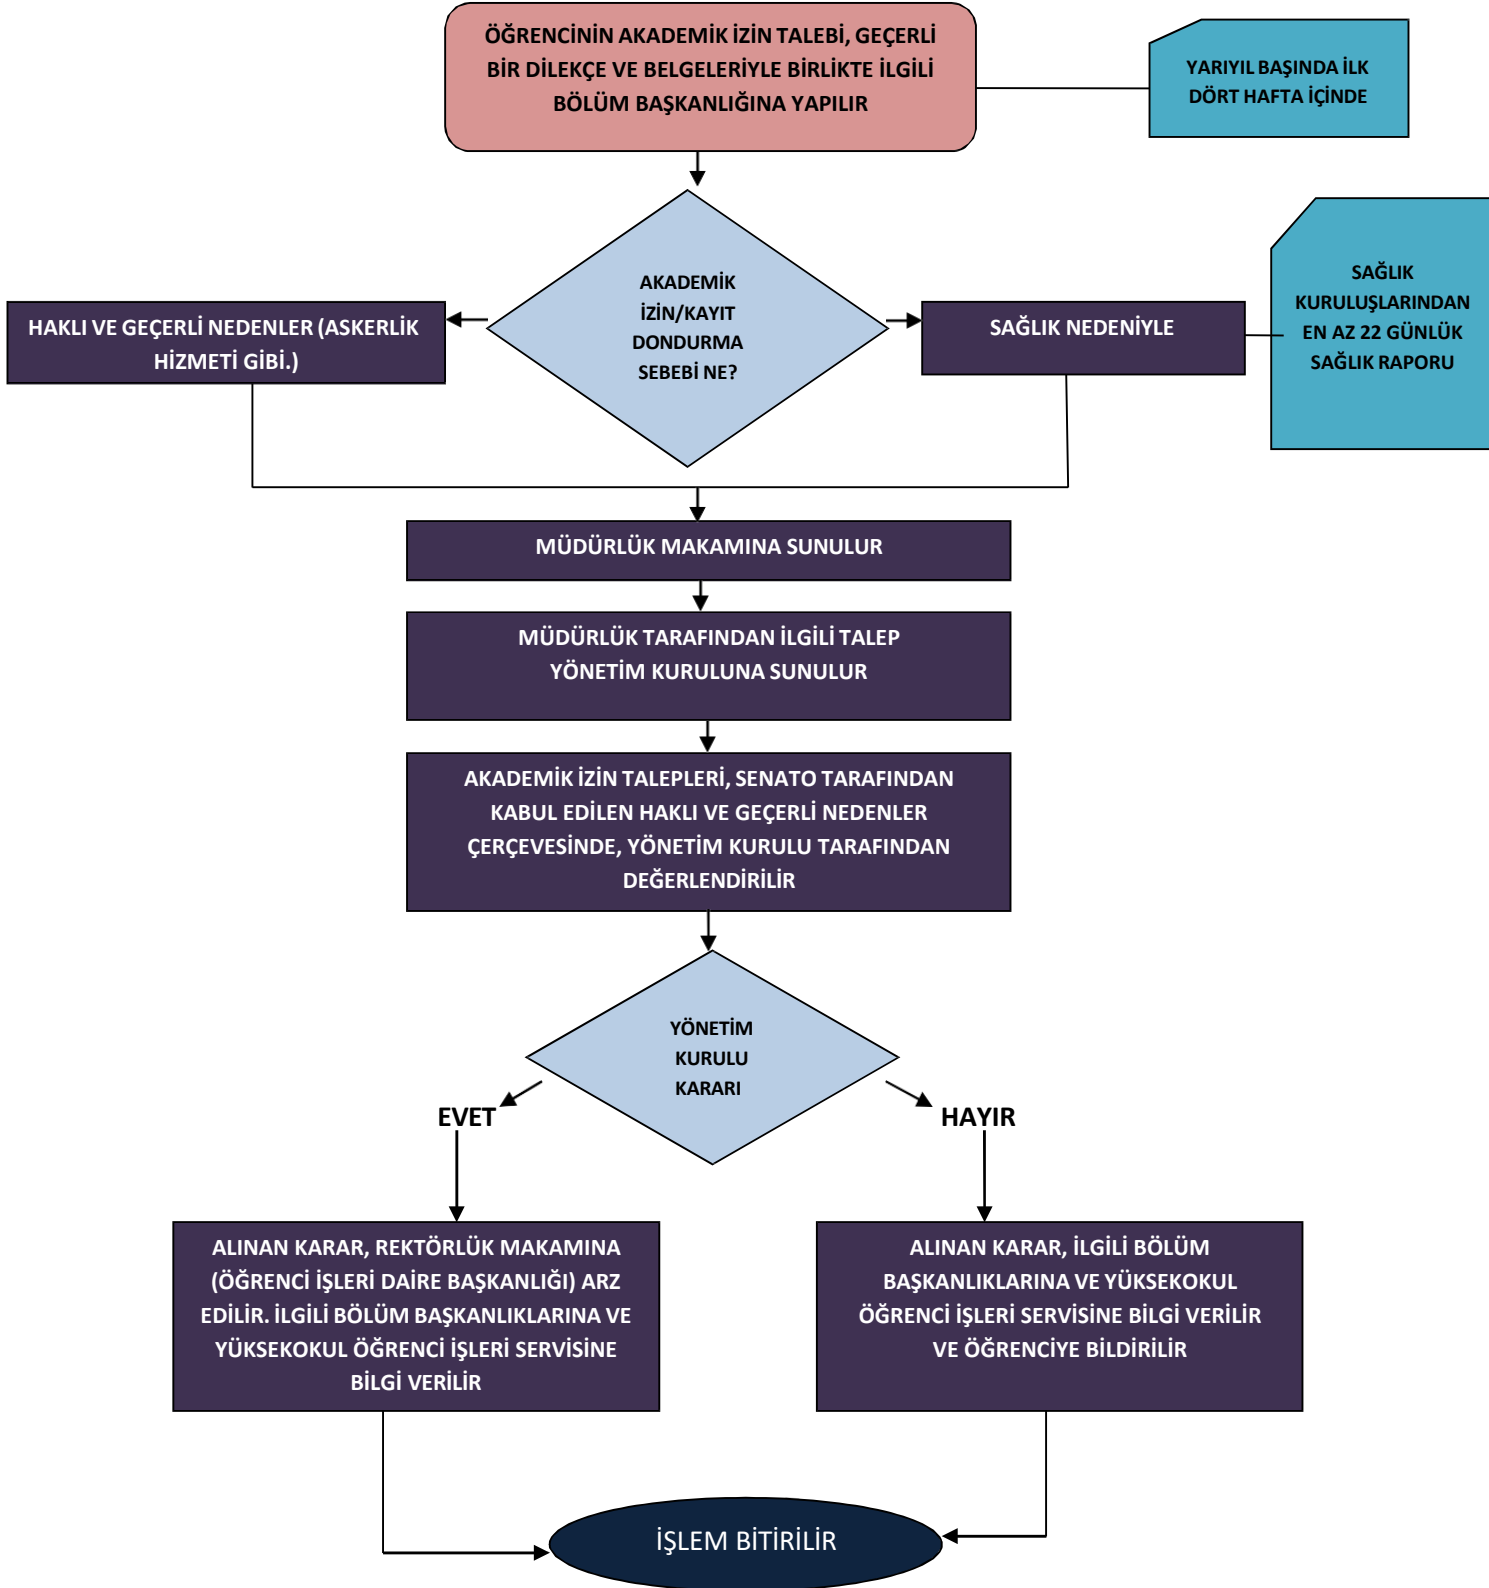 ÖĞRENCİNİN AKADEMİK İZİN TALEBİ, GEÇERLİ
BİR DİLEKÇE VE BELGELERİYLE BİRLİKTE İLGİLİ
BÖLÜM BAŞKANLIĞINA YAPILIR
YARIYIL BAŞINDA İLK
DÖRT HAFTA İÇİNDE
AKADEMİK
İZİN/KAYIT
DONDURMA
SEBEBİ NE?
HAKLI VE GEÇERLİ NEDENLER (ASKERLİK
HİZMETİ GİBİ.)
SAĞLIK NEDENİYLE
SAĞLIK
KURULUŞLARINDAN
EN AZ 22 GÜNLÜK
SAĞLIK RAPORU
MÜDÜRLÜK MAKAMINA SUNULUR
MÜDÜRLÜK TARAFINDAN İLGİLİ TALEP
YÖNETİM KURULUNA SUNULUR
AKADEMİK İZİN TALEPLERİ, SENATO TARAFINDAN
KABUL EDİLEN HAKLI VE GEÇERLİ NEDENLER
ÇERÇEVESİNDE, YÖNETİM KURULU TARAFINDAN
DEĞERLENDİRİLİR
YÖNETİM
KURULU
KARARI
EVET
HAYIR
ALINAN KARAR, REKTÖRLÜK MAKAMINA
(ÖĞRENCİ İŞLERİ DAİRE BAŞKANLIĞI) ARZ
EDİLİR. İLGİLİ BÖLÜM BAŞKANLIKLARINA VE
YÜKSEKOKUL ÖĞRENCİ İŞLERİ SERVİSİNE
BİLGİ VERİLİR
ALINAN KARAR, İLGİLİ BÖLÜM
BAŞKANLIKLARINA VE YÜKSEKOKUL
ÖĞRENCİ İŞLERİ SERVİSİNE BİLGİ VERİLİR
VE ÖĞRENCİYE BİLDİRİLİR
İŞLEM BİTİRİLİR